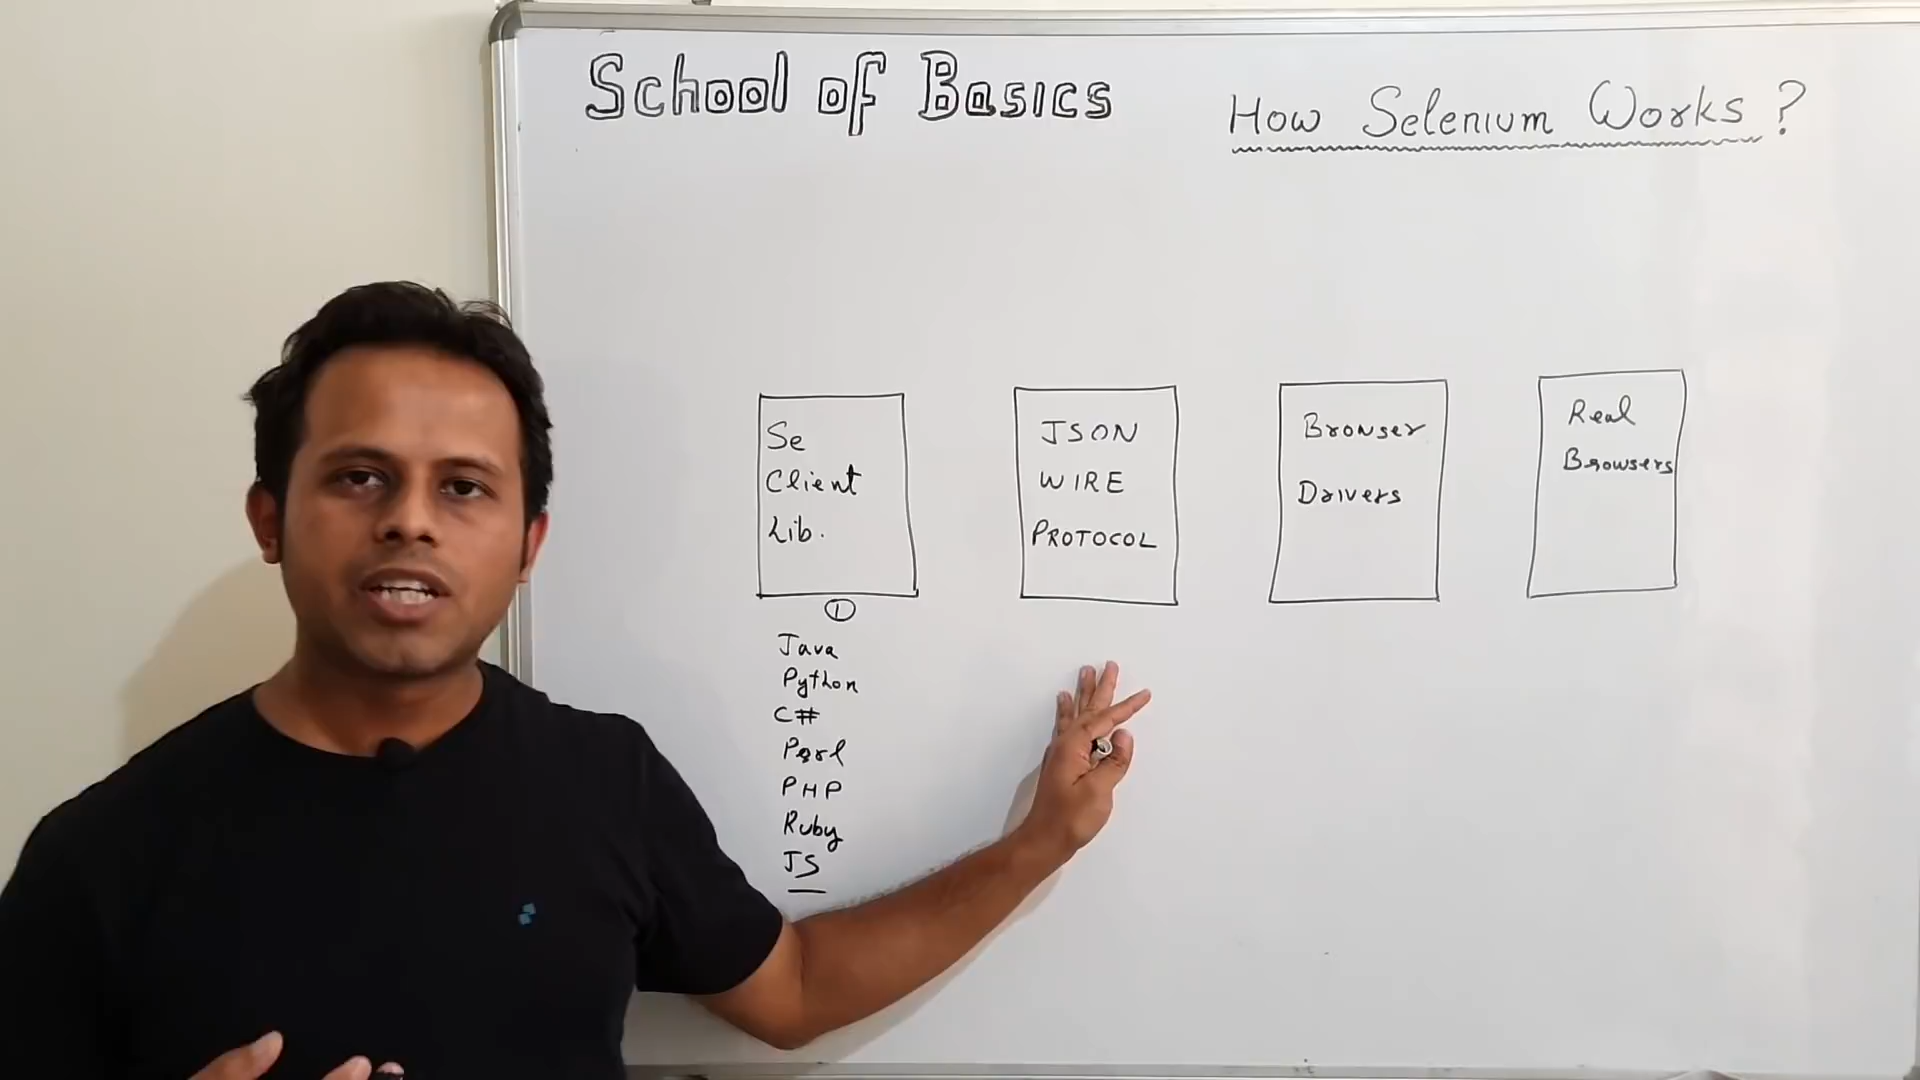 School of Basics
How Selenium Works ?
Se
Client
Lib.
JSON
WIRE
PROTOCOL
Browser
Drivers
Real
Browsers
1
Java
Python
C#
Perl
PHP
Ruby
JS